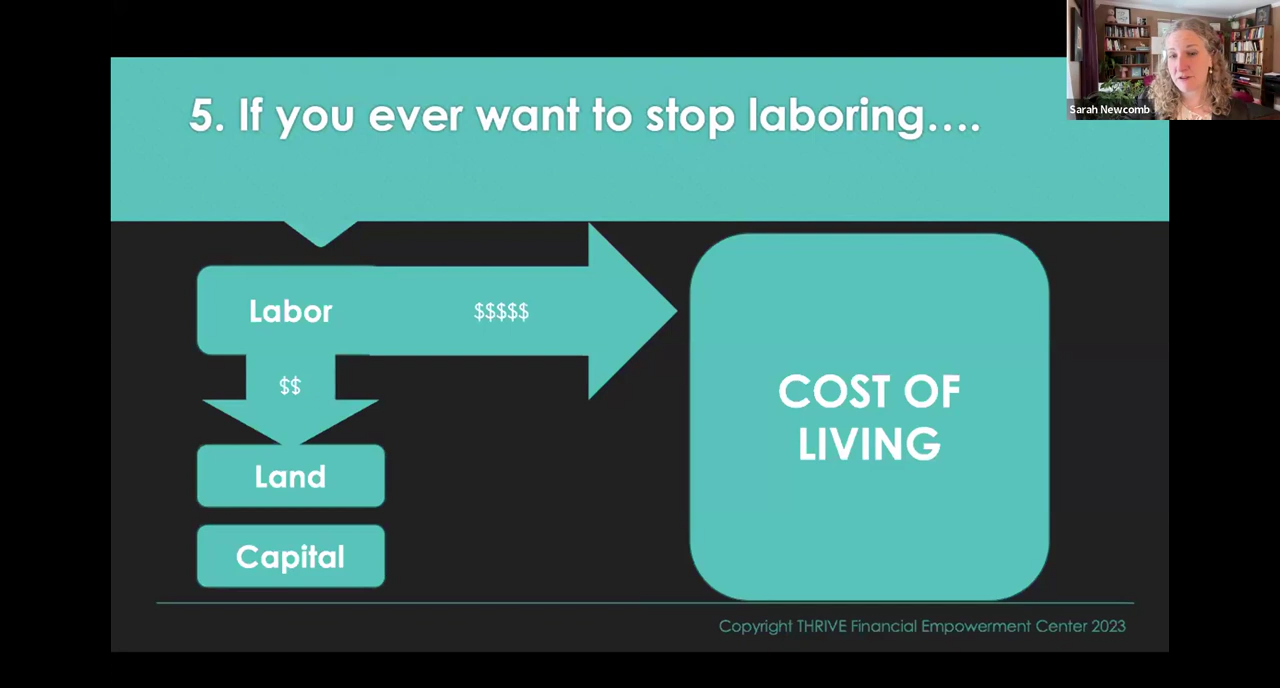 5. If you ever want to stop laboring....
Sarah Newcomb
Labor
$$$$$
$$
Land
Capital
COST OF
LIVING
Copyright THRIVE Financial Empowerment Center 2023